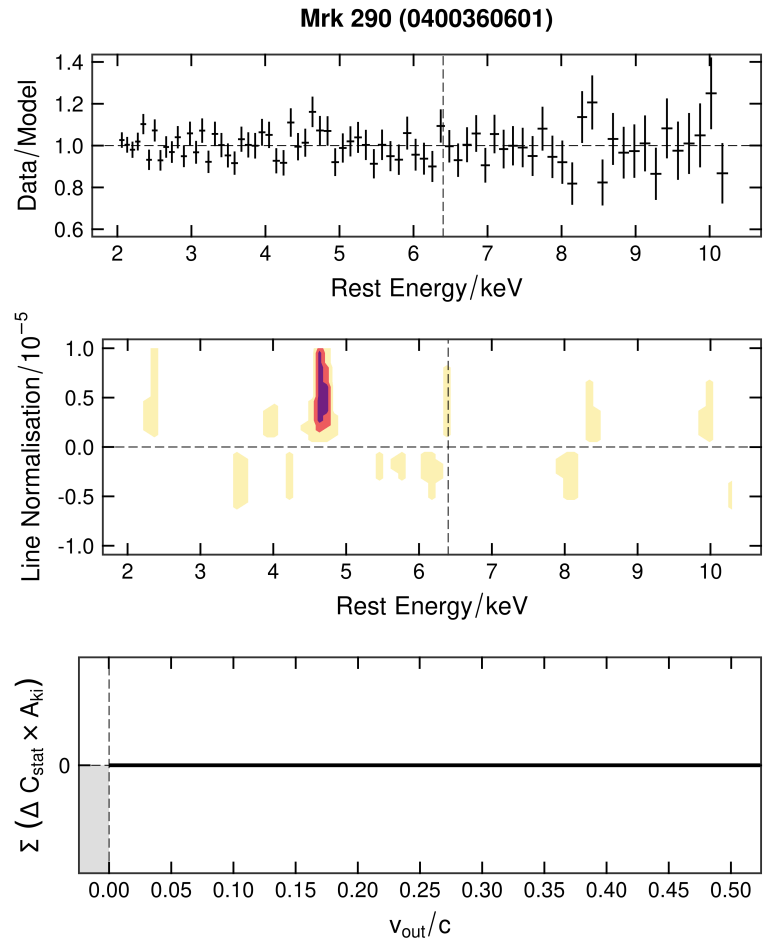 Mrk 290 (0400360601)
Data/Model
1.4
1.2
1.0
0.8
0.6
2 3 4 5 6 7 8 9 10
Rest Energy/keV
Line Normalisation/10⁻⁵
1.0
0.5
0.0
-0.5
-1.0
2 3 4 5 6 7 8 9 10
Rest Energy/keV
Σ (Δ C_stat × A_ki)
0
0.00 0.05 0.10 0.15 0.20 0.25 0.30 0.35 0.40 0.45 0.50
v_out/c